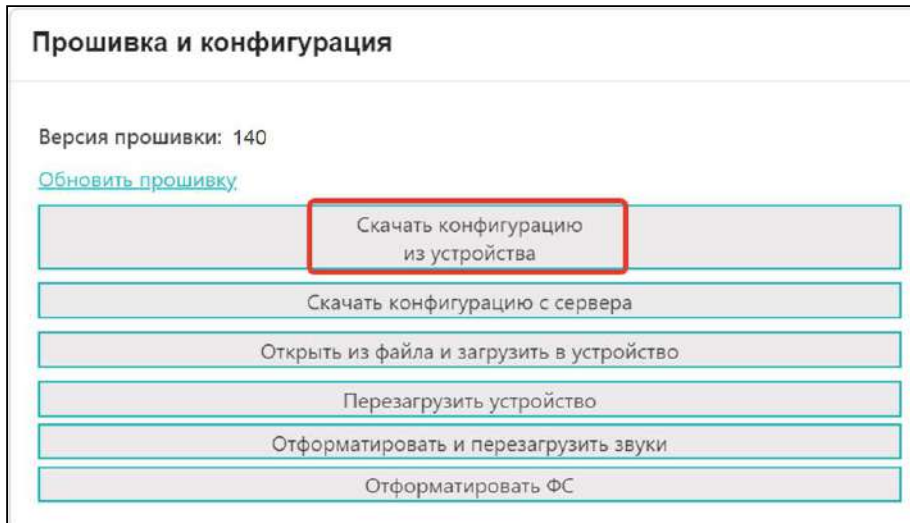 Прошивка и конфигурация
Версия прошивки: 140
Обновить прошивку
Скачать конфигурацию
из устройства
Скачать конфигурацию с сервера
Открыть из файла и загрузить в устройство
Перезагрузить устройство
Отформатировать и перезагрузить звуки
Отформатировать ФС